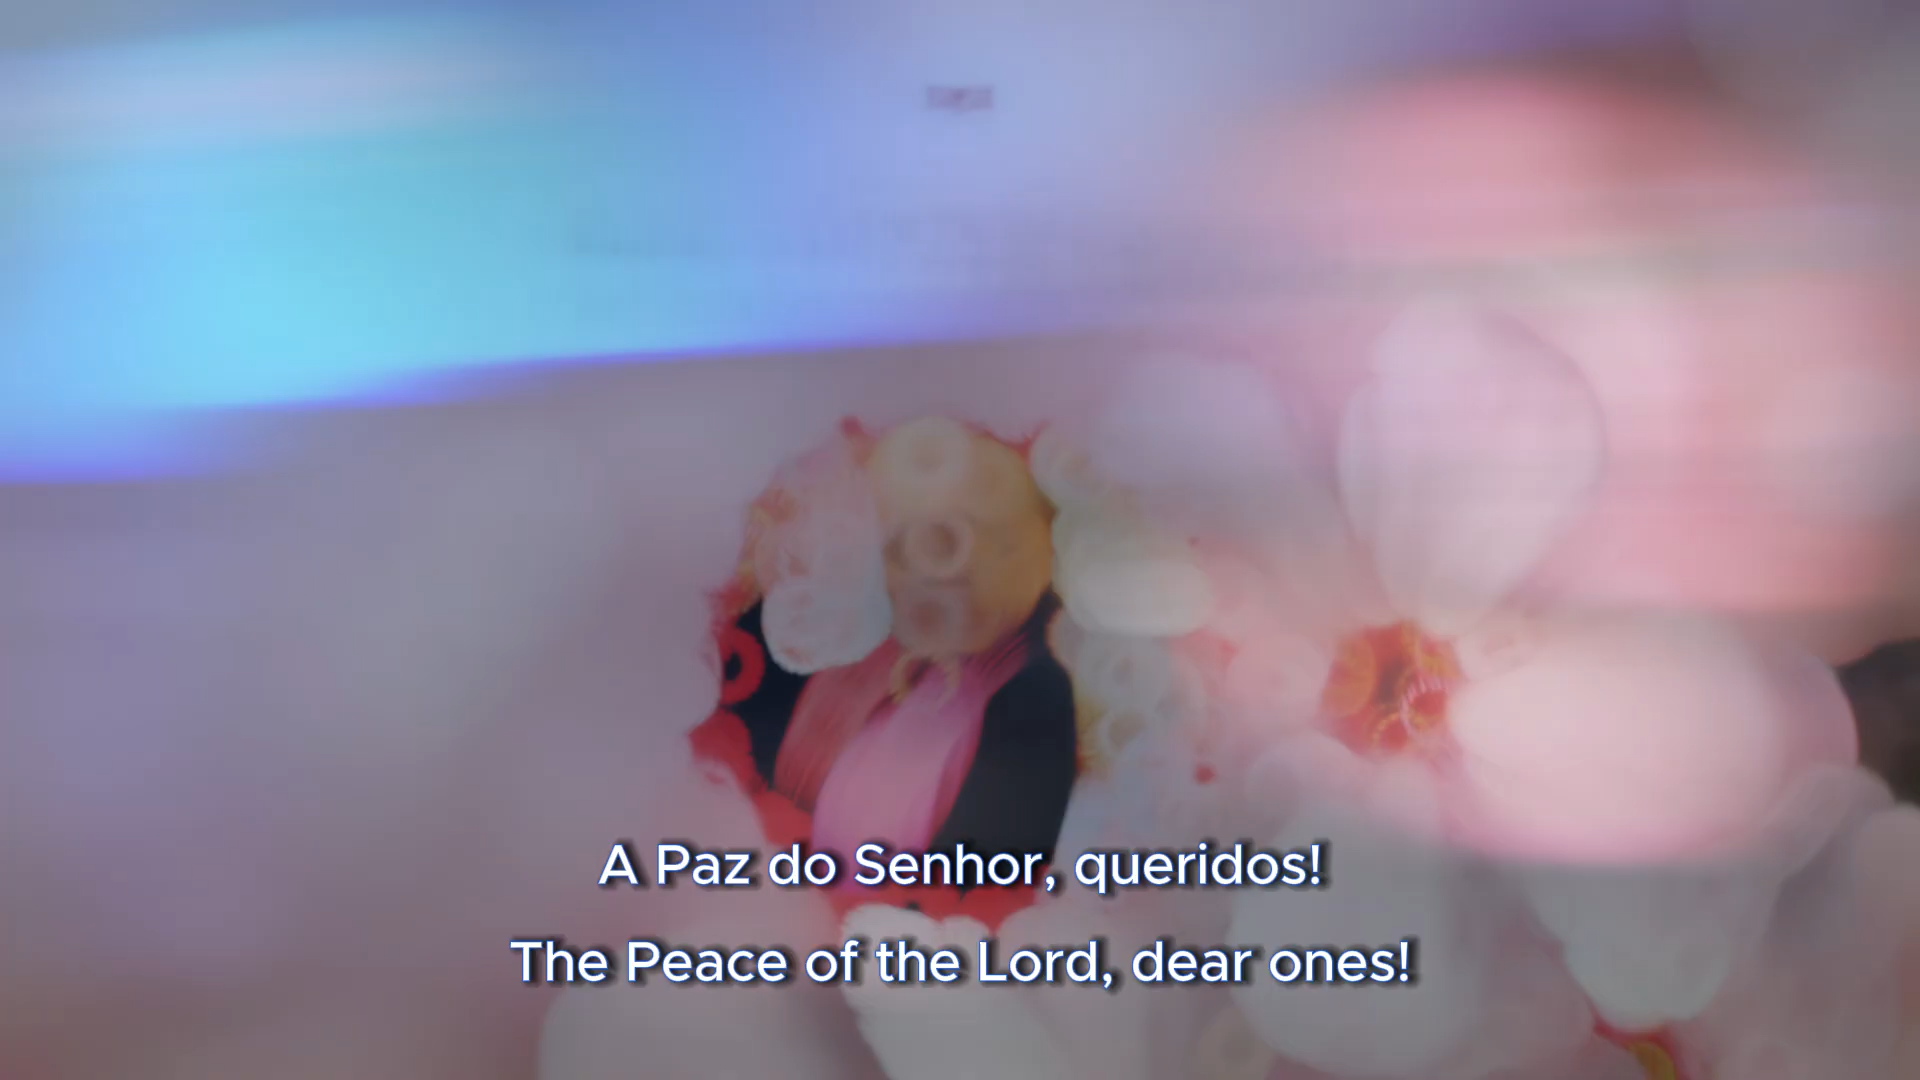 A Paz do Senhor, queridos!
The Peace of the Lord, dear ones!